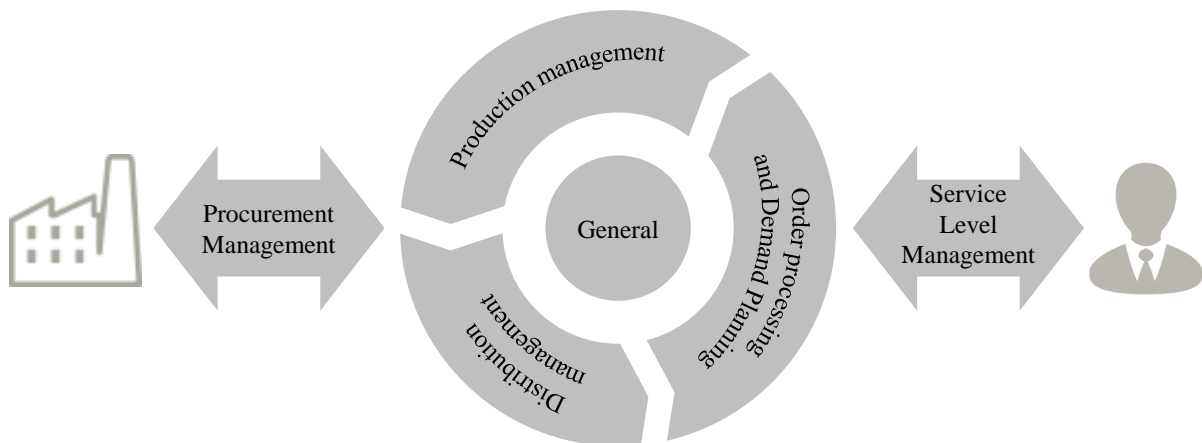 Production management
Procurement
Management
General
Order processing
and Demand Planning
Service
Level
Management
Distribution
management